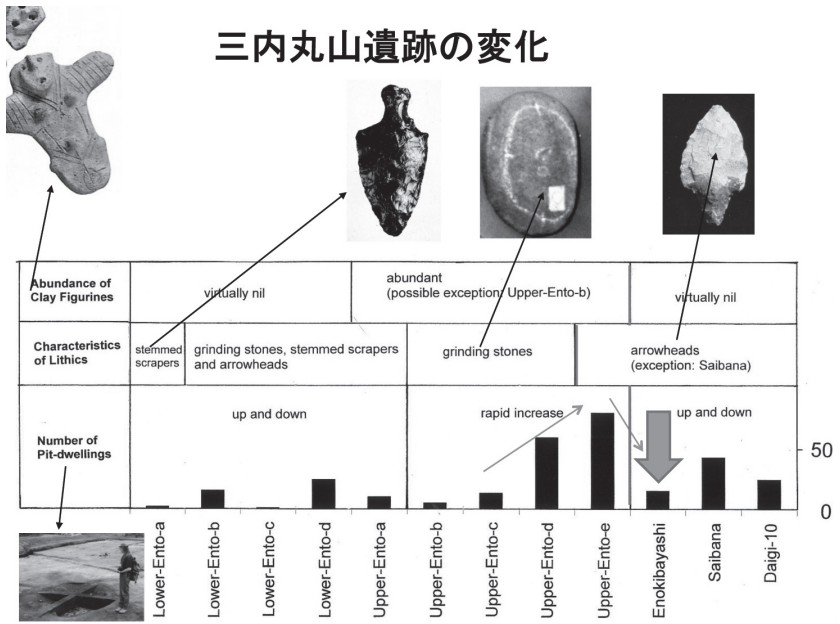 三内丸山遺跡の変化
Abundance of
Clay Figurines
virtually nil
abundant
(possible exception: Upper-Ento-b)
virtually nil
Characteristics
of Lithics
stemmed
scrapers
grinding stones, stemmed scrapers
and arrowheads
grinding stones
arrowheads
(exception: Saibana)
Number of
Pit-dwellings
up and down
rapid increase
up and down
50
0
Lower-Ento-a
Lower-Ento-b
Lower-Ento-c
Lower-Ento-d
Upper-Ento-a
Upper-Ento-b
Upper-Ento-c
Upper-Ento-d
Upper-Ento-e
Enokibayashi
Saibana
Daigi-10